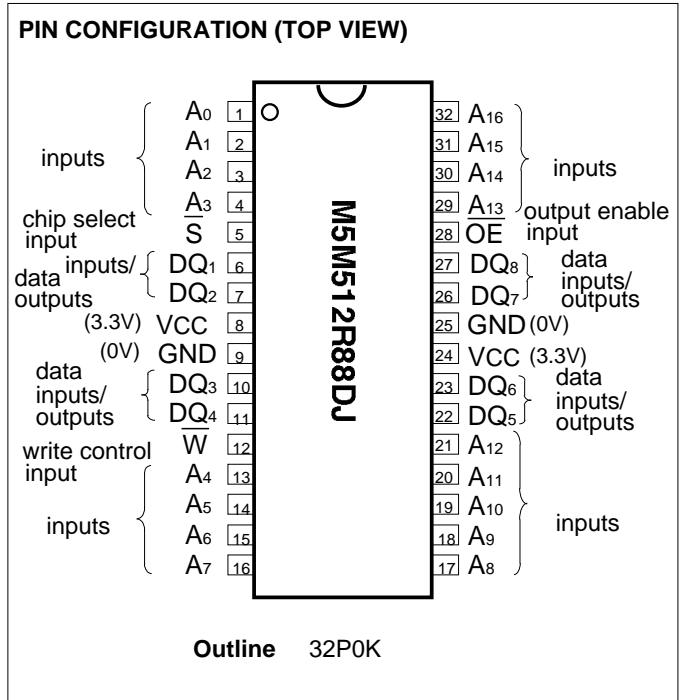 PIN CONFIGURATION (TOP VIEW)
A0 1 32 A16
A1 2 31 A15
inputs
A2 3 30 A14
inputs
A3 4 29 A13
chip select
input
S̅ 5 28 O̅E̅
output enable
input
inputs/
data
outputs
DQ1 6 27 DQ8
DQ2 7 26 DQ7
data
inputs/
outputs
(3.3V) VCC 8 25 GND (0V)
(0V) GND 9 24 VCC (3.3V)
data
inputs/
outputs
DQ3 10 23 DQ6
DQ4 11 22 DQ5
data
inputs/
outputs
write control
input
W̅ 12 21 A12
A4 13 20 A11
A5 14 19 A10
inputs
inputs
A6 15 18 A9
A7 16 17 A8
M5M512R88DJ
Outline 32P0K